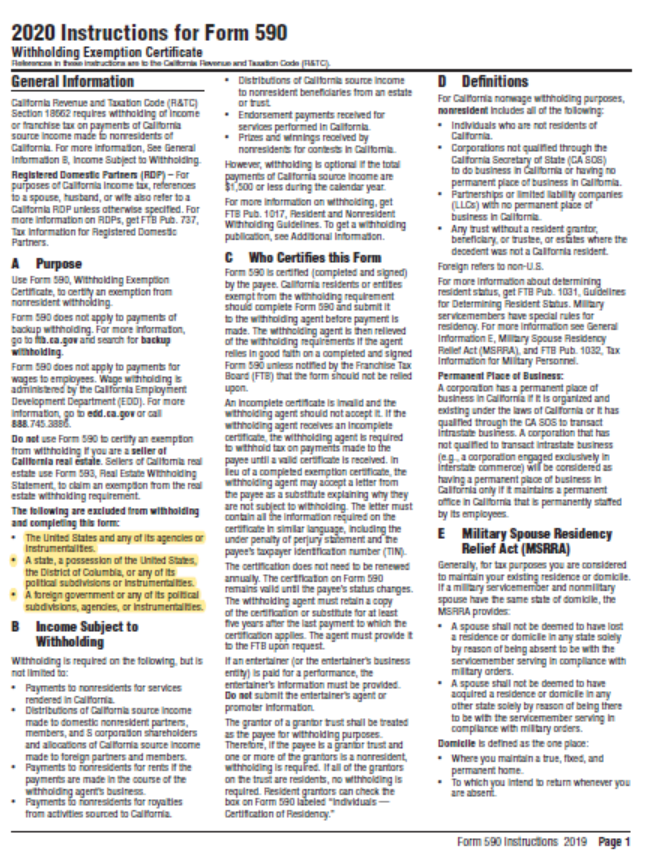 2020 Instructions for Form 590
Withholding Exemption Certificate
References in these instructions are to the California Revenue and Taxation Code (R&TC).
General Information
California Revenue and Taxation Code (R&TC)
Section 18662 requires withholding of income
or franchise tax on payments of California
source income made to nonresidents of
California. For more information, See General
Information B, Income Subject to Withholding.
Registered Domestic Partners (RDP) – For
purposes of California income tax, references
to a spouse, husband, or wife also refer to a
California RDP unless otherwise specified. For
more information on RDPs, get FTB Pub. 737,
Tax Information for Registered Domestic
Partners.
A Purpose
Use Form 590, Withholding Exemption
Certificate, to certify an exemption from
nonresident withholding.
Form 590 does not apply to payments of
backup withholding. For more information,
go to ftb.ca.gov and search for backup
withholding.
Form 590 does not apply to payments for
wages to employees. Wage withholding is
administered by the California Employment
Development Department (EDD). For more
information, go to edd.ca.gov or call
888.745.3886.
Do not use Form 590 to certify an exemption
from withholding if you are a seller of
California real estate. Sellers of California real
estate use Form 593, Real Estate Withholding
Statement, to claim an exemption from the real
estate withholding requirement.
The following are excluded from withholding
and completing this form:
• The United States and any of its agencies or
instrumentalities.
• A state, a possession of the United States,
the District of Columbia, or any of its
political subdivisions or instrumentalities.
• A foreign government or any of its political
subdivisions, agencies, or instrumentalities.
B Income Subject to
Withholding
Withholding is required on the following, but is
not limited to:
• Payments to nonresidents for services
rendered in California.
• Distributions of California source income
made to domestic nonresident partners,
members, and S corporation shareholders
and allocations of California source income
made to foreign partners and members.
• Payments to nonresidents for rents if the
payments are made in the course of the
withholding agent's business.
• Payments to nonresidents for royalties
from activities sourced to California.
• Distributions of California source income
to nonresident beneficiaries from an estate
or trust.
• Endorsement payments received for
services performed in California.
• Prizes and winnings received by
nonresidents for contests in California.
However, withholding is optional if the total
payments of California source income are
$1,500 or less during the calendar year.
For more information on withholding, get
FTB Pub. 1017, Resident and Nonresident
Withholding Guidelines. To get a withholding
publication, see Additional Information.
C Who Certifies this Form
Form 590 is certified (completed and signed)
by the payee. California residents or entities
exempt from the withholding requirement
should complete Form 590 and submit it
to the withholding agent before payment is
made. The withholding agent is then relieved
of the withholding requirements if the agent
relies in good faith on a completed and signed
Form 590 unless notified by the Franchise Tax
Board (FTB) that the form should not be relied
upon.
An incomplete certificate is invalid and the
withholding agent should not accept it. If the
withholding agent receives an incomplete
certificate, the withholding agent is required
to withhold tax on payments made to the
payee until a valid certificate is received. In
lieu of a completed exemption certificate, the
withholding agent may accept a letter from
the payee as a substitute explaining why they
are not subject to withholding. The letter must
contain all the information required on the
certificate in similar language, including the
under penalty of perjury statement and the
payee's taxpayer identification number (TIN).
The certification does not need to be renewed
annually. The certification on Form 590
remains valid until the payee's status changes.
The withholding agent must retain a copy
of the certification or substitute for at least
five years after the last payment to which the
certification applies. The agent must provide it
to the FTB upon request.
If an entertainer (or the entertainer's business
entity) is paid for a performance, the
entertainer's information must be provided.
Do not submit the entertainer's agent or
promoter information.
The grantor of a grantor trust shall be treated
as the payee for withholding purposes.
Therefore, if the payee is a grantor trust and
one or more of the grantors is a nonresident,
withholding is required. If all of the grantors
on the trust are residents, no withholding is
required. Resident grantors can check the
box on Form 590 labeled "Individuals —
Certification of Residency."
D Definitions
For California nonwage withholding purposes,
nonresident includes all of the following:
• Individuals who are not residents of
California.
• Corporations not qualified through the
California Secretary of State (CA SOS)
to do business in California or having no
permanent place of business in California.
• Partnerships or limited liability companies
(LLCs) with no permanent place of
business in California.
• Any trust without a resident grantor,
beneficiary, or trustee, or estates where the
decedent was not a California resident.
Foreign refers to non-U.S.
For more information about determining
resident status, get FTB Pub. 1031, Guidelines
for Determining Resident Status. Military
servicemembers have special rules for
residency. For more information see General
Information E, Military Spouse Residency
Relief Act (MSRRA), and FTB Pub. 1032, Tax
Information for Military Personnel.
Permanent Place of Business:
A corporation has a permanent place of
business in California if it is organized and
existing under the laws of California or it has
qualified through the CA SOS to transact
intrastate business. A corporation that has
not qualified to transact intrastate business
(e.g., a corporation engaged exclusively in
interstate commerce) will be considered as
having a permanent place of business in
California only if it maintains a permanent
office in California that is permanently staffed
by its employees.
E Military Spouse Residency
Relief Act (MSRRA)
Generally, for tax purposes you are considered
to maintain your existing residence or domicile.
If a military servicemember and nonmilitary
spouse have the same state of domicile, the
MSRRA provides:
• A spouse shall not be deemed to have lost
a residence or domicile in any state solely
by reason of being absent to be with the
servicemember serving in compliance with
military orders.
• A spouse shall not be deemed to have
acquired a residence or domicile in any
other state solely by reason of being there
to be with the servicemember serving in
compliance with military orders.
Domicile is defined as the one place:
• Where you maintain a true, fixed, and
permanent home.
• To which you intend to return whenever you
are absent.
Form 590 Instructions 2019 Page 1